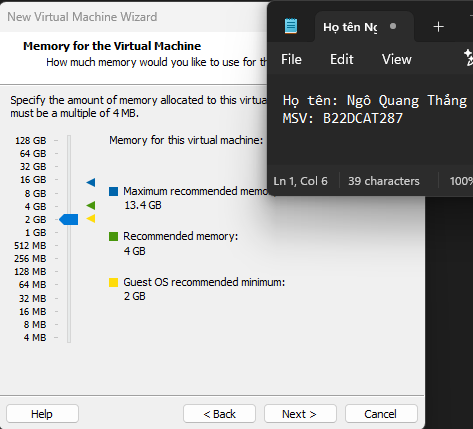 New Virtual Machine Wizard
Memory for the Virtual Machine
How much memory would you like to use for
Specify the amount of memory allocated to this
must be a multiple of 4 MB.
Memory for this virtual machine:
128 GB
64 GB
32 GB
16 GB
8 GB
4 GB
2 GB
1 GB
512 MB
256 MB
128 MB
64 MB
32 MB
16 MB
8 MB
4 MB
Maximum recommended
13.4 GB
Recommended memory:
4 GB
Guest OS recommended minimum:
2 GB
Help
< Back
Next >
Cancel
Họ tên
File
Edit
View
Họ tên: Ngô Quang Thắng
MSV: B22DCAT287
Ln 1, Col 6
39 characters
100%